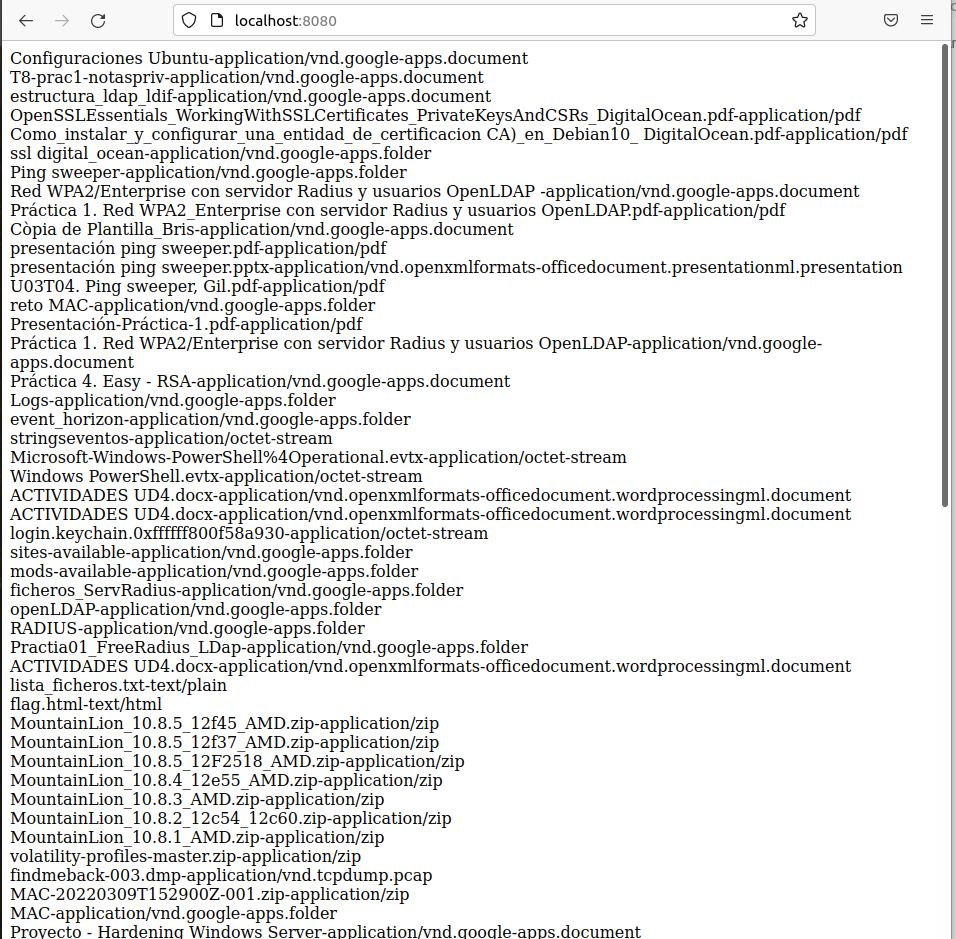 localhost:8080
Configuraciones Ubuntu-application/vnd.google-apps.document
T8-prac1-notaspriv-application/vnd.google-apps.document
estructura_ldap_ldif-application/vnd.google-apps.document
OpenSSLEssentials_WorkingWithSSLCertificates_PrivateKeysAndCSRs_DigitalOcean.pdf-application/pdf
Como_instalar_y_configurar_una_entidad_de_certificacion CA)_en_Debian10_ DigitalOcean.pdf-application/pdf
ssl digital_ocean-application/vnd.google-apps.folder
Ping sweeper-application/vnd.google-apps.folder
Red WPA2/Enterprise con servidor Radius y usuarios OpenLDAP -application/vnd.google-apps.document
Práctica 1. Red WPA2_Enterprise con servidor Radius y usuarios OpenLDAP.pdf-application/pdf
Còpia de Plantilla_Bris-application/vnd.google-apps.document
presentación ping sweeper.pdf-application/pdf
presentación ping sweeper.pptx-application/vnd.openxmlformats-officedocument.presentationml.presentation
U03T04. Ping sweeper, Gil.pdf-application/pdf
reto MAC-application/vnd.google-apps.folder
Presentación-Práctica-1.pdf-application/pdf
Práctica 1. Red WPA2/Enterprise con servidor Radius y usuarios OpenLDAP-application/vnd.google-
apps.document
Práctica 4. Easy - RSA-application/vnd.google-apps.document
Logs-application/vnd.google-apps.folder
event_horizon-application/vnd.google-apps.folder
stringseventos-application/octet-stream
Microsoft-Windows-PowerShell%4Operational.evtx-application/octet-stream
Windows PowerShell.evtx-application/octet-stream
ACTIVIDADES UD4.docx-application/vnd.openxmlformats-officedocument.wordprocessingml.document
ACTIVIDADES UD4.docx-application/vnd.openxmlformats-officedocument.wordprocessingml.document
login.keychain.0xffffff800f58a930-application/octet-stream
sites-available-application/vnd.google-apps.folder
mods-available-application/vnd.google-apps.folder
ficheros_ServRadius-application/vnd.google-apps.folder
openLDAP-application/vnd.google-apps.folder
RADIUS-application/vnd.google-apps.folder
Practia01_FreeRadius_LDap-application/vnd.google-apps.folder
ACTIVIDADES UD4.docx-application/vnd.openxmlformats-officedocument.wordprocessingml.document
lista_ficheros.txt-text/plain
flag.html-text/html
MountainLion_10.8.5_12f45_AMD.zip-application/zip
MountainLion_10.8.5_12f37_AMD.zip-application/zip
MountainLion_10.8.5_12F2518_AMD.zip-application/zip
MountainLion_10.8.4_12e55_AMD.zip-application/zip
MountainLion_10.8.3_AMD.zip-application/zip
MountainLion_10.8.2_12c54_12c60.zip-application/zip
MountainLion_10.8.1_AMD.zip-application/zip
volatility-profiles-master.zip-application/zip
findmeback-003.dmp-application/vnd.tcpdump.pcap
MAC-20220309T152900Z-001.zip-application/zip
MAC-application/vnd.google-apps.folder
Proyecto - Hardening Windows Server-application/vnd.google-apps.document